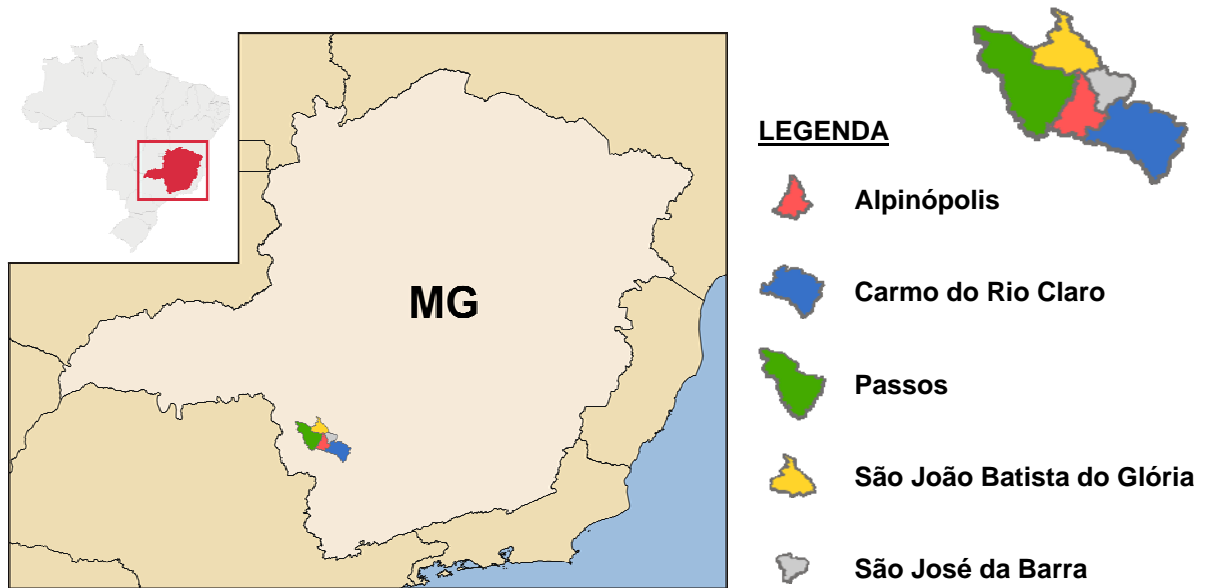 MG
LEGENDA
Alpinópolis
Carmo do Rio Claro
Passos
São João Batista do Glória
São José da Barra